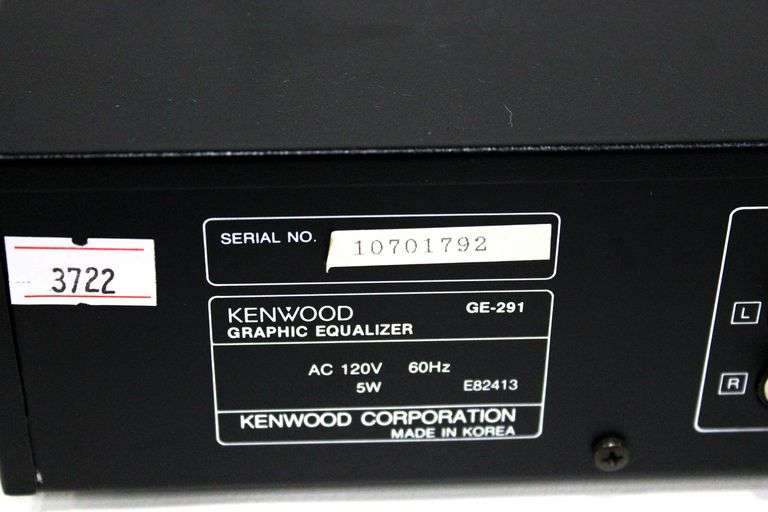 SERIAL NO. 10701792
3722
KENWOOD GE-291
GRAPHIC EQUALIZER
AC 120V 60Hz
5W E82413
KENWOOD CORPORATION
MADE IN KOREA
L
R